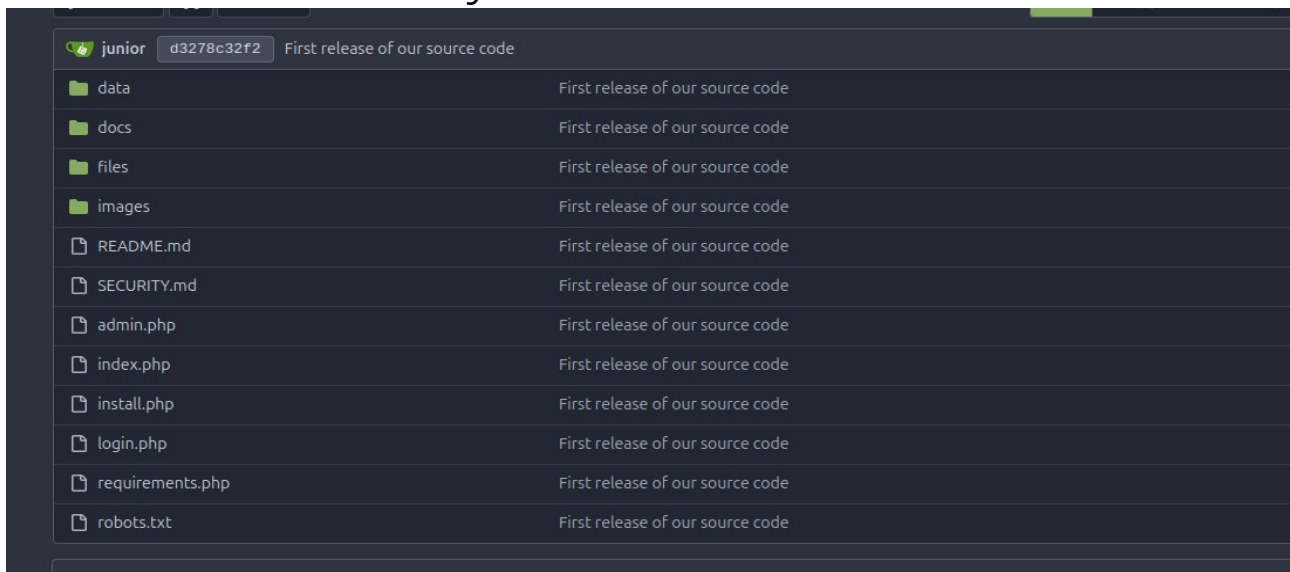 junior d3278c32f2 First release of our source code
data First release of our source code
docs First release of our source code
files First release of our source code
images First release of our source code
README.md First release of our source code
SECURITY.md First release of our source code
admin.php First release of our source code
index.php First release of our source code
install.php First release of our source code
login.php First release of our source code
requirements.php First release of our source code
robots.txt First release of our source code